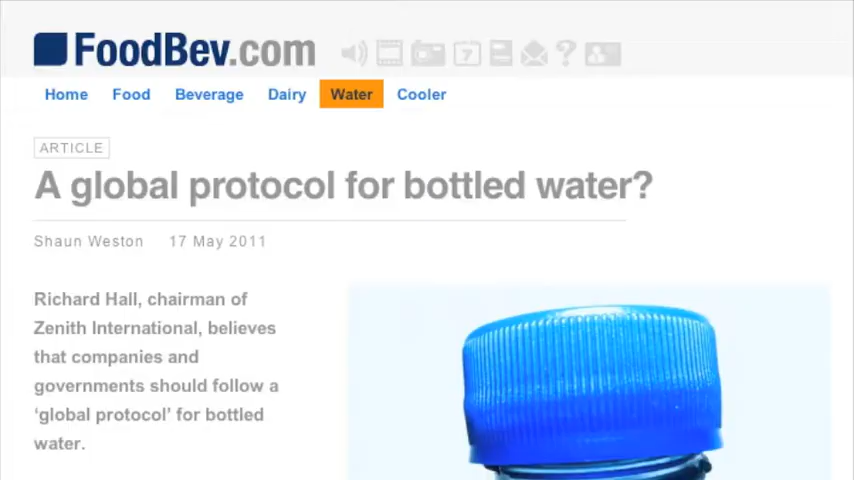 FoodBev.com
7
?
Home Food Beverage Dairy Water Cooler
ARTICLE
A global protocol for bottled water?
Shaun Weston 17 May 2011
Richard Hall, chairman of
Zenith International, believes
that companies and
governments should follow a
‘global protocol’ for bottled
water.